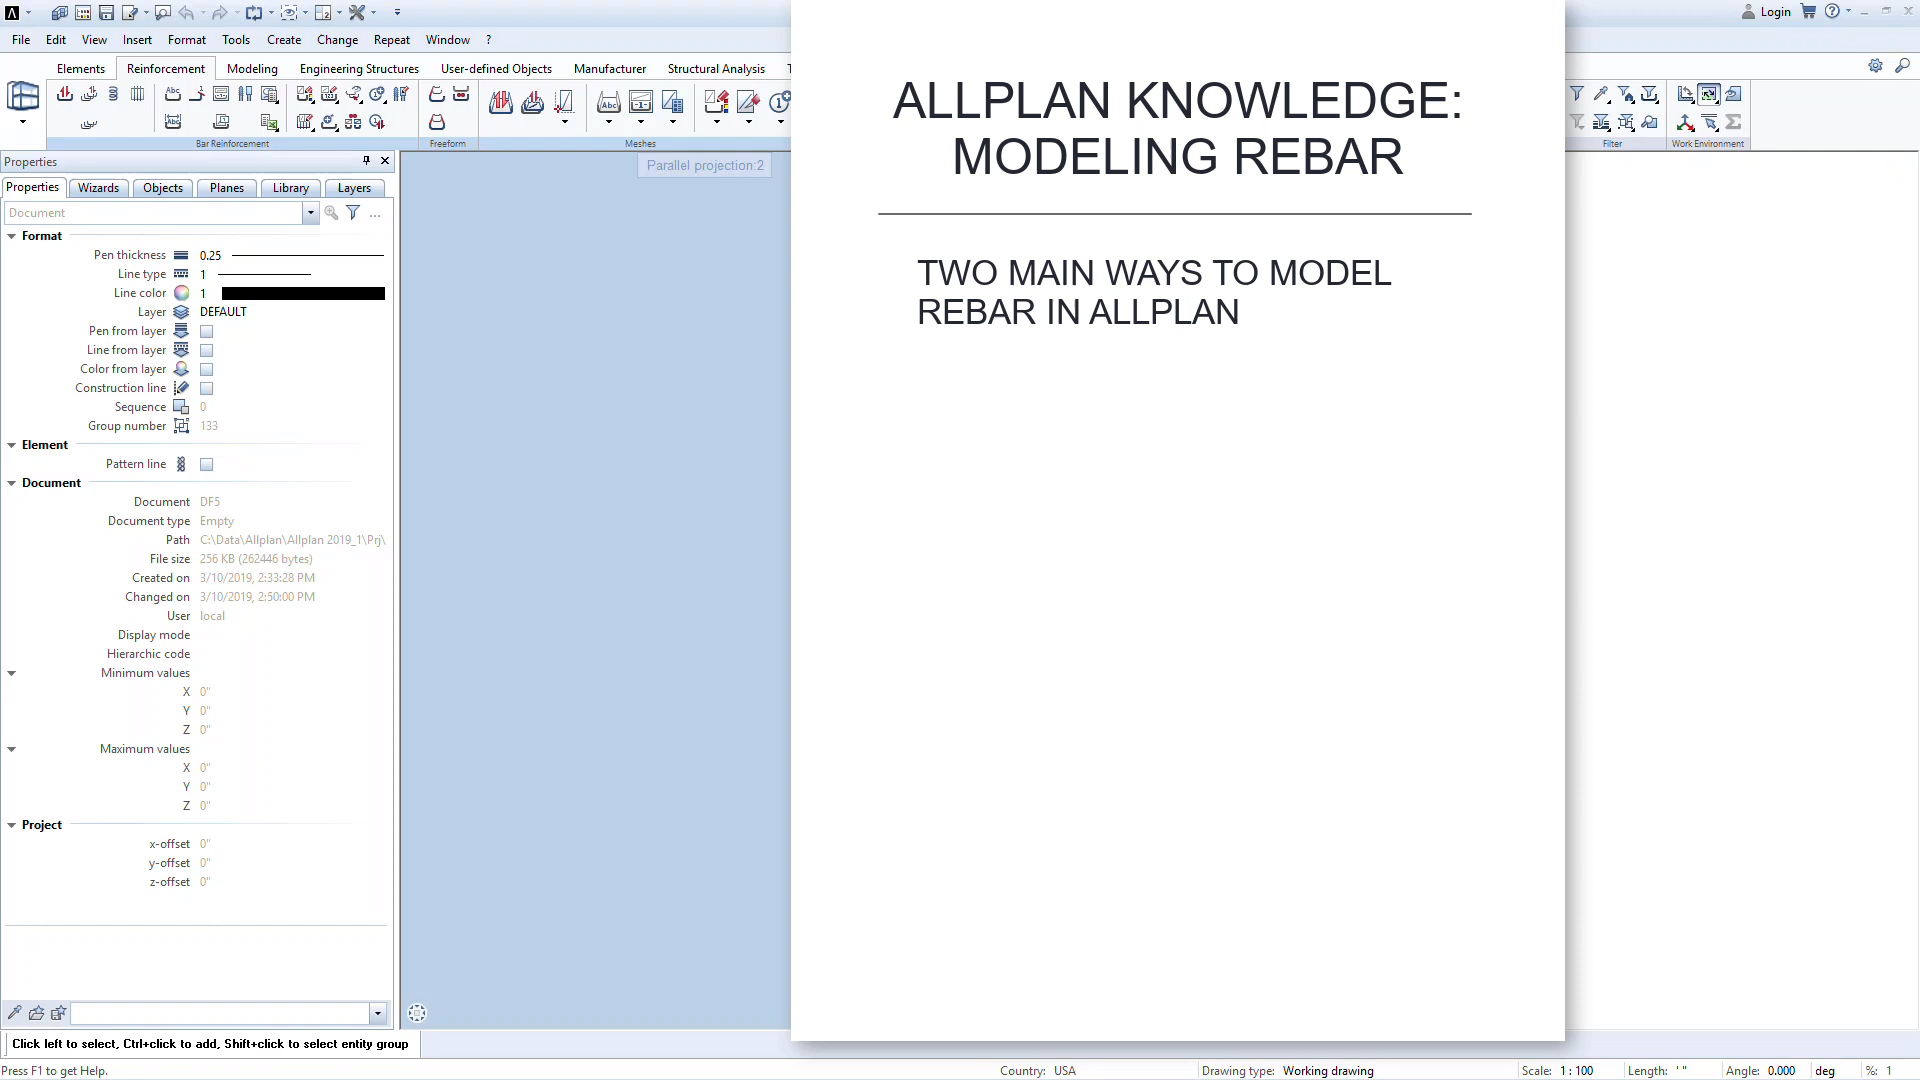 Login
File Edit View Insert Format Tools Create Change Repeat Window ?
Elements Reinforcement Modeling Engineering Structures User-defined Objects Manufacturer Structural Analysis
Bar Reinforcement Freeform Meshes Filter Work Environment
Properties
Properties Wizards Objects Planes Library Layers
Document
Format
Pen thickness 0.25
Line type 1
Line color 1
Layer DEFAULT
Pen from layer
Line from layer
Color from layer
Construction line
Sequence 0
Group number 133
Element
Pattern line
Document
Document DF5
Document type Empty
Path C:\Data\Allplan\Allplan 2019_1\Prj\
File size 256 KB (262446 bytes)
Created on 3/10/2019, 2:33:28 PM
Changed on 3/10/2019, 2:50:00 PM
User local
Display mode
Hierarchic code
Minimum values
X 0"
Y 0"
Z 0"
Maximum values
X 0"
Y 0"
Z 0"
Project
x-offset 0"
y-offset 0"
z-offset 0"
Parallel projection:2
ALLPLAN KNOWLEDGE:
MODELING REBAR
TWO MAIN WAYS TO MODEL
REBAR IN ALLPLAN
Click left to select, Ctrl+click to add, Shift+click to select entity group
Press F1 to get Help. Country: USA Drawing type: Working drawing Scale: 1 : 100 Length: ' " Angle: 0.000 deg %: 1